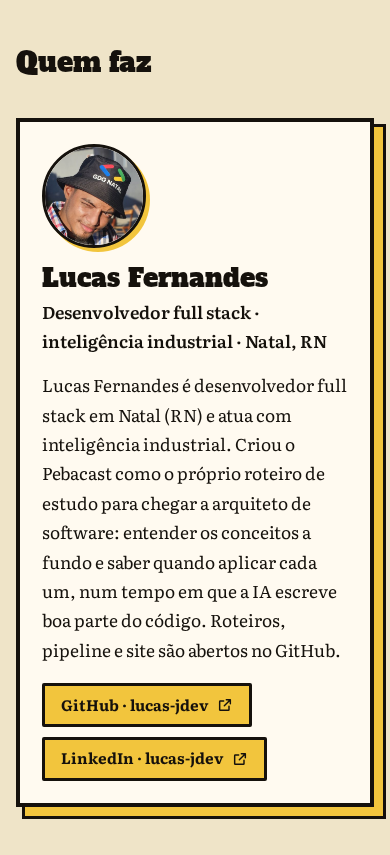 Quem faz
GDG NATAL
Lucas Fernandes
Desenvolvedor full stack ·
inteligência industrial · Natal, RN
Lucas Fernandes é desenvolvedor full
stack em Natal (RN) e atua com
inteligência industrial. Criou o
Pebacast como o próprio roteiro de
estudo para chegar a arquiteto de
software: entender os conceitos a
fundo e saber quando aplicar cada
um, num tempo em que a IA escreve
boa parte do código. Roteiros,
pipeline e site são abertos no GitHub.
GitHub · lucas-jdev
LinkedIn · lucas-jdev